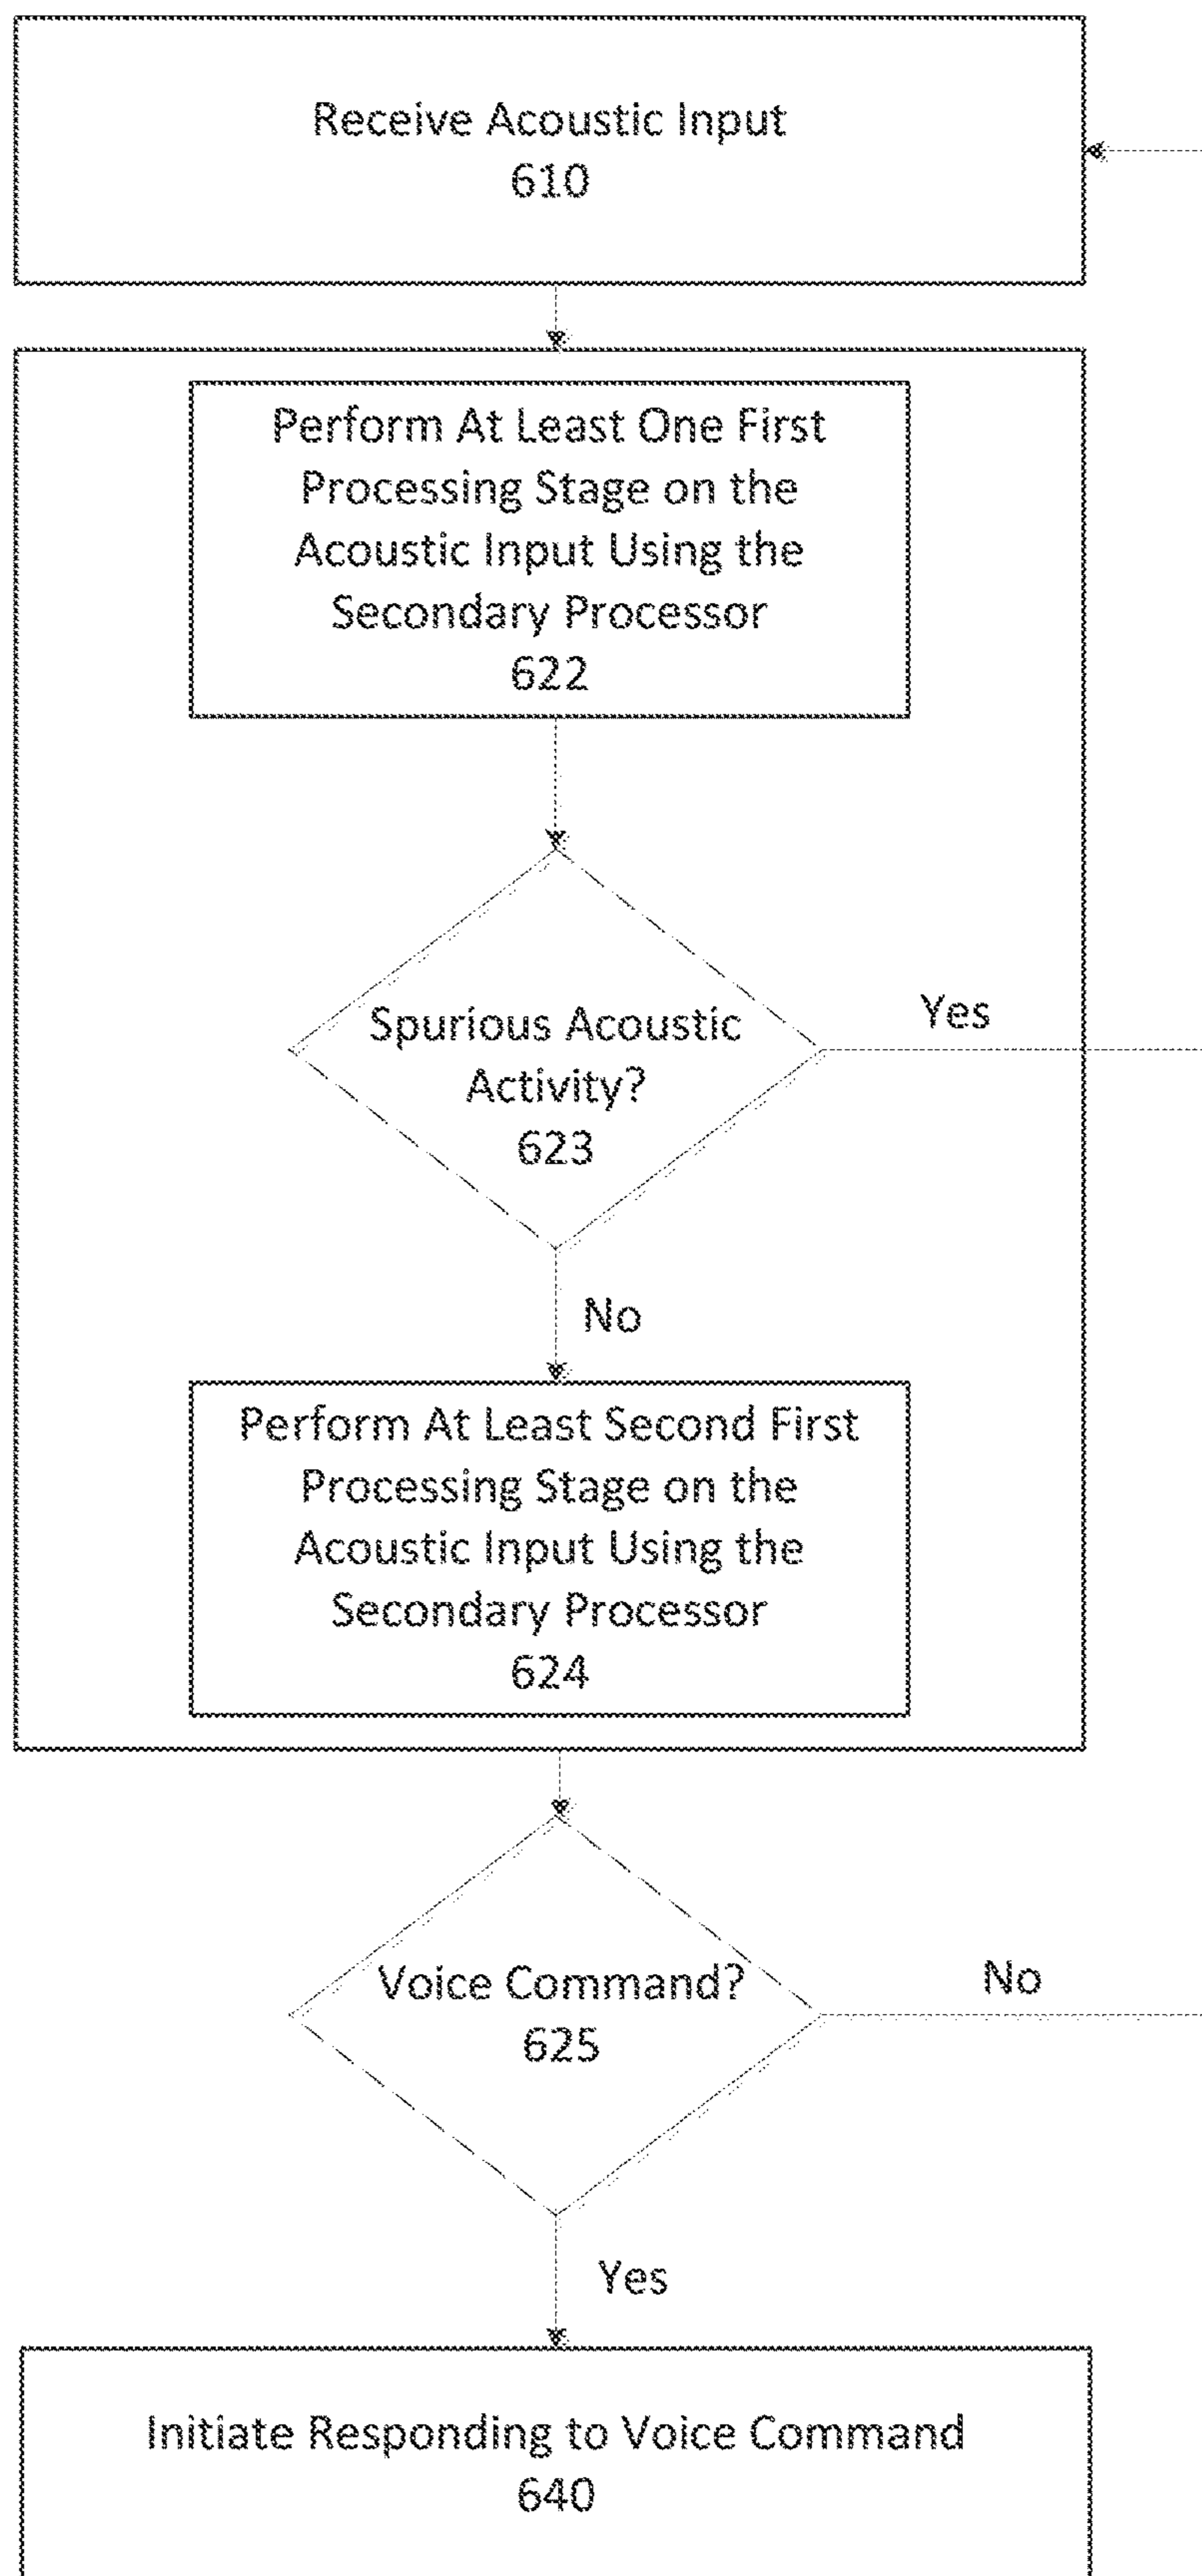 Receive Acoustic Input
610
Perform At Least One First
Processing Stage on the
Acoustic Input Using the
Secondary Processor
622
Spurious Acoustic
Activity?
623
Yes
No
Perform At Least Second First
Processing Stage on the
Acoustic Input Using the
Secondary Processor
624
Voice Command?
625
No
Yes
Initiate Responding to Voice Command
640